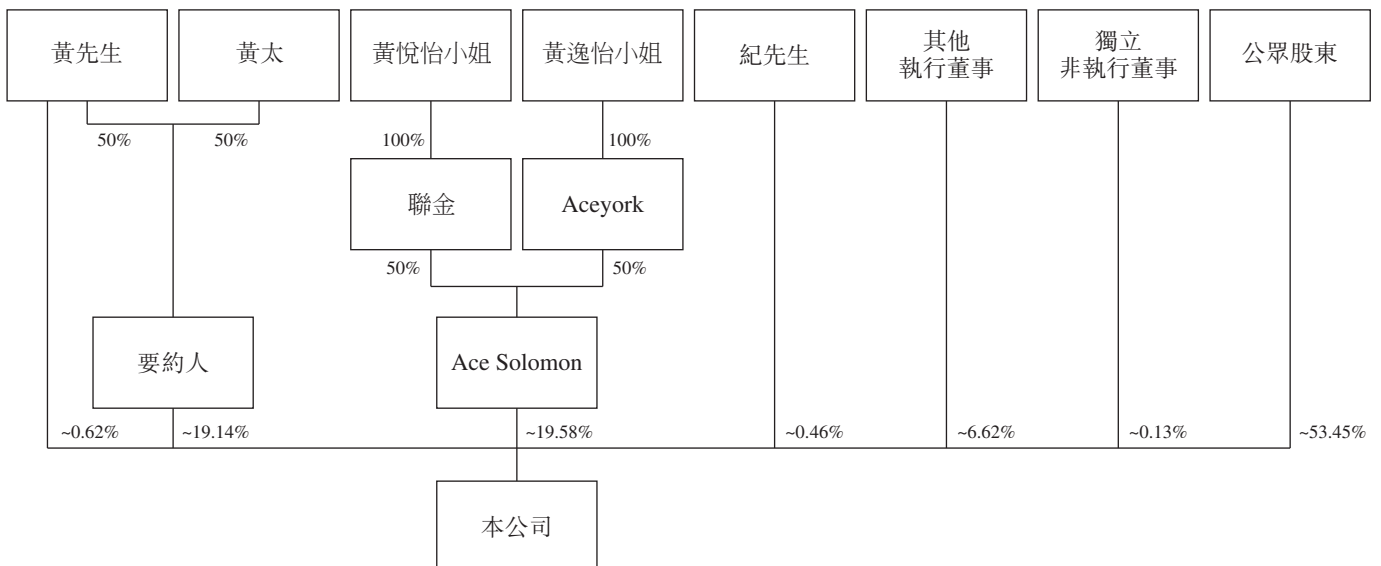 黃先生
黃太
黃悅怡小姐
黃逸怡小姐
紀先生
其他
執行董事
獨立
非執行董事
公眾股東
50%
50%
100%
100%
聯金
Aceyork
50%
50%
要約人
Ace Solomon
~0.62%
~19.14%
~19.58%
~0.46%
~6.62%
~0.13%
~53.45%
本公司